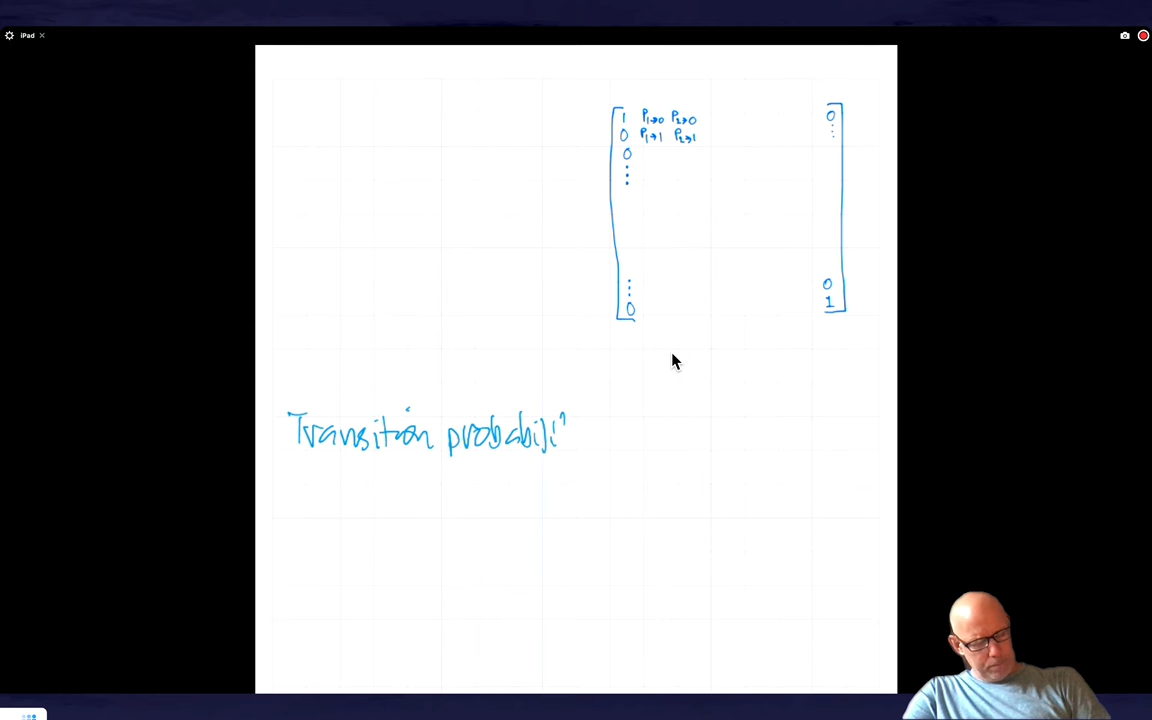 iPad
1 P1→0 P2→0 0
0 P1→1 P2→1 ⋮
0
⋮
⋮ 0
0 1
Transition probabili